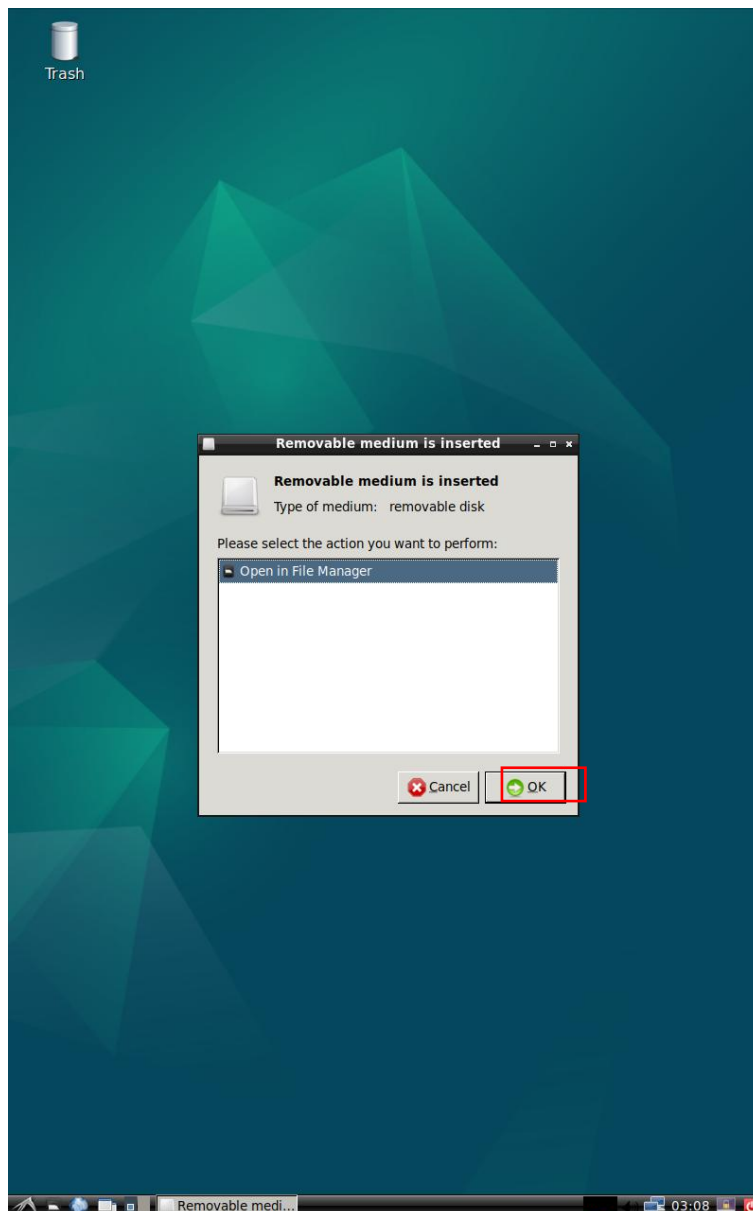 Trash
Removable medium is inserted
Removable medium is inserted
Type of medium: removable disk
Please select the action you want to perform:
Open in File Manager
Cancel
OK
Removable medi...
03:08